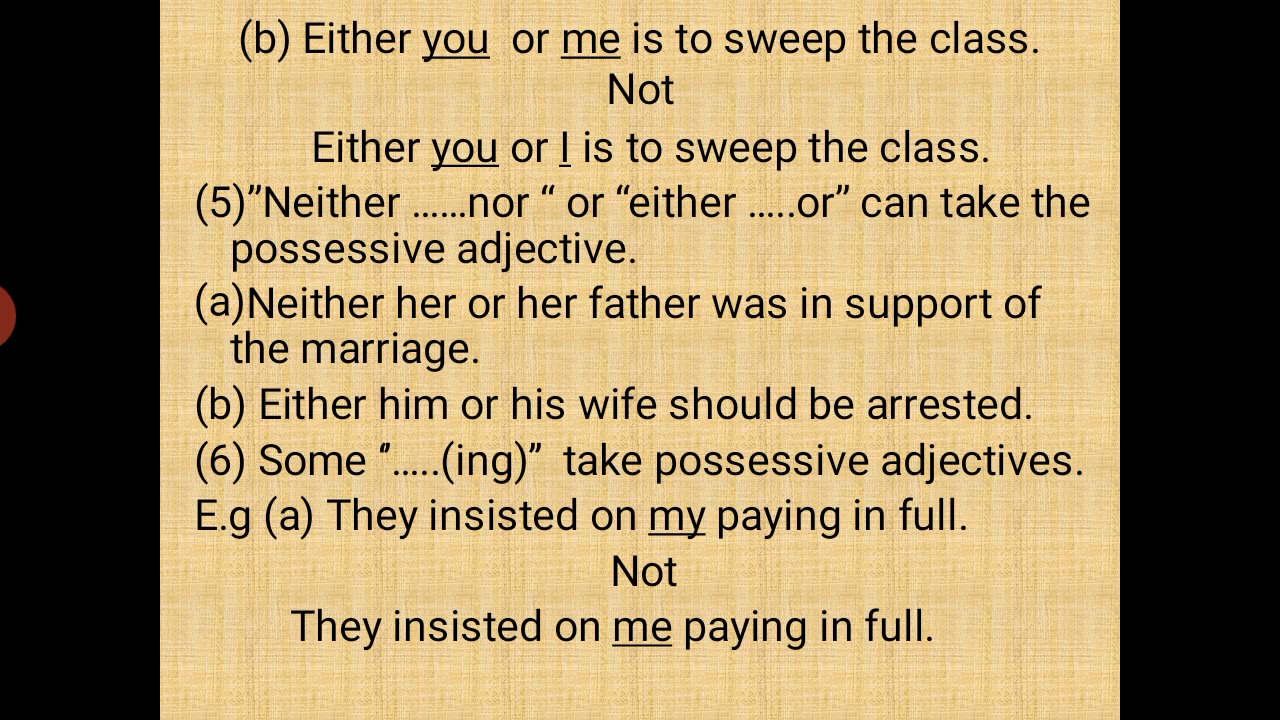 (b) Either you or me is to sweep the class.
Not
Either you or I is to sweep the class.
(5)”Neither ……nor “ or “either …..or” can take the
possessive adjective.
(a)Neither her or her father was in support of
the marriage.
(b) Either him or his wife should be arrested.
(6) Some “…..(ing)” take possessive adjectives.
E.g (a) They insisted on my paying in full.
Not
They insisted on me paying in full.